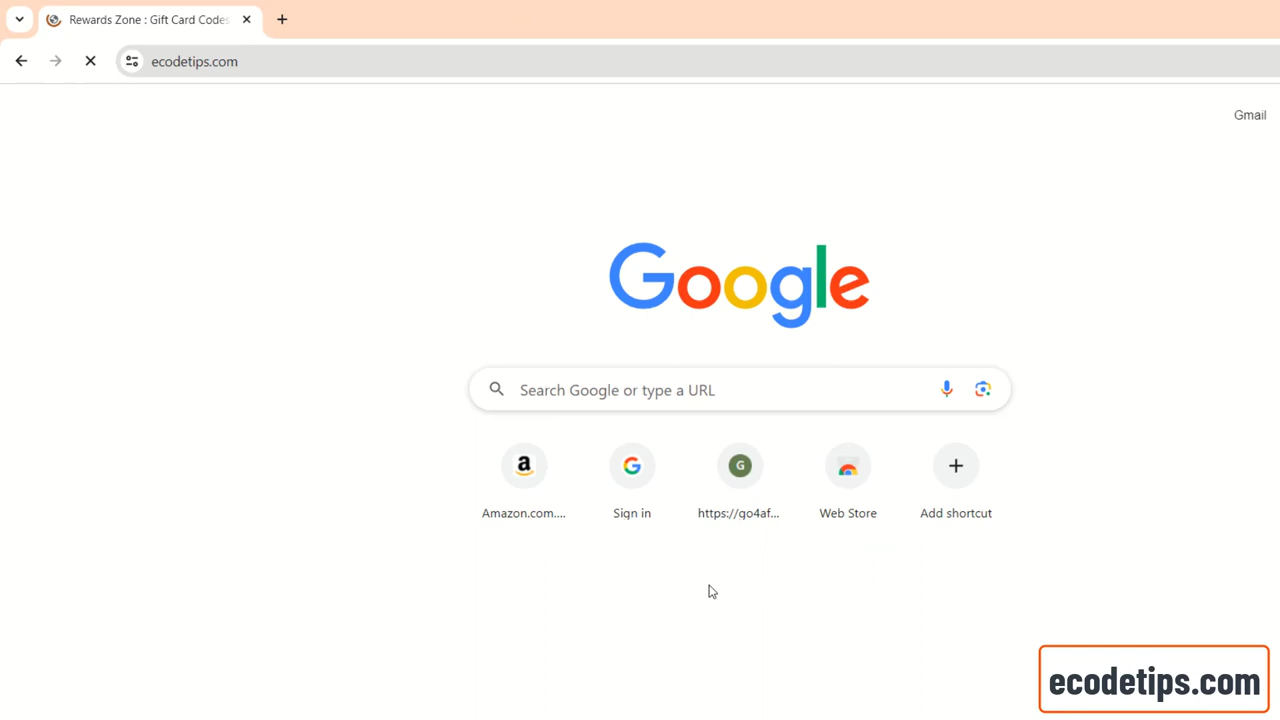 Rewards Zone : Gift Card Codes
ecodetips.com
Gmail
Google
Search Google or type a URL
a
G
G
Amazon.com....
Sign in
https://go4af...
Web Store
Add shortcut
ecodetips.com